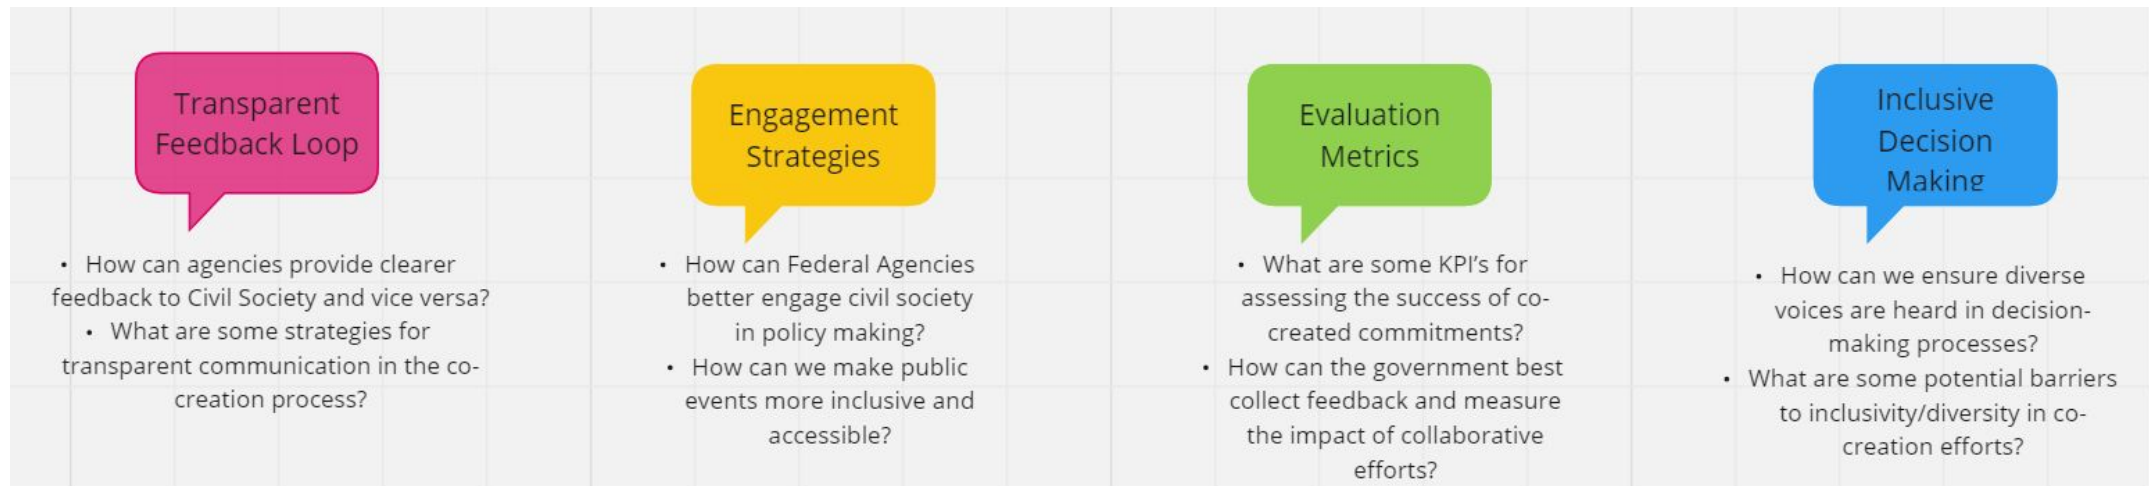 Transparent
Feedback Loop
• How can agencies provide clearer
feedback to Civil Society and vice versa?
• What are some strategies for
transparent communication in the co-
creation process?
Engagement
Strategies
• How can Federal Agencies
better engage civil society
in policy making?
• How can we make public
events more inclusive and
accessible?
Evaluation
Metrics
• What are some KPI’s for
assessing the success of co-
created commitments?
• How can the government best
collect feedback and measure
the impact of collaborative
efforts?
Inclusive
Decision
Making
• How can we ensure diverse
voices are heard in decision-
making processes?
• What are some potential barriers
to inclusivity/diversity in co-
creation efforts?